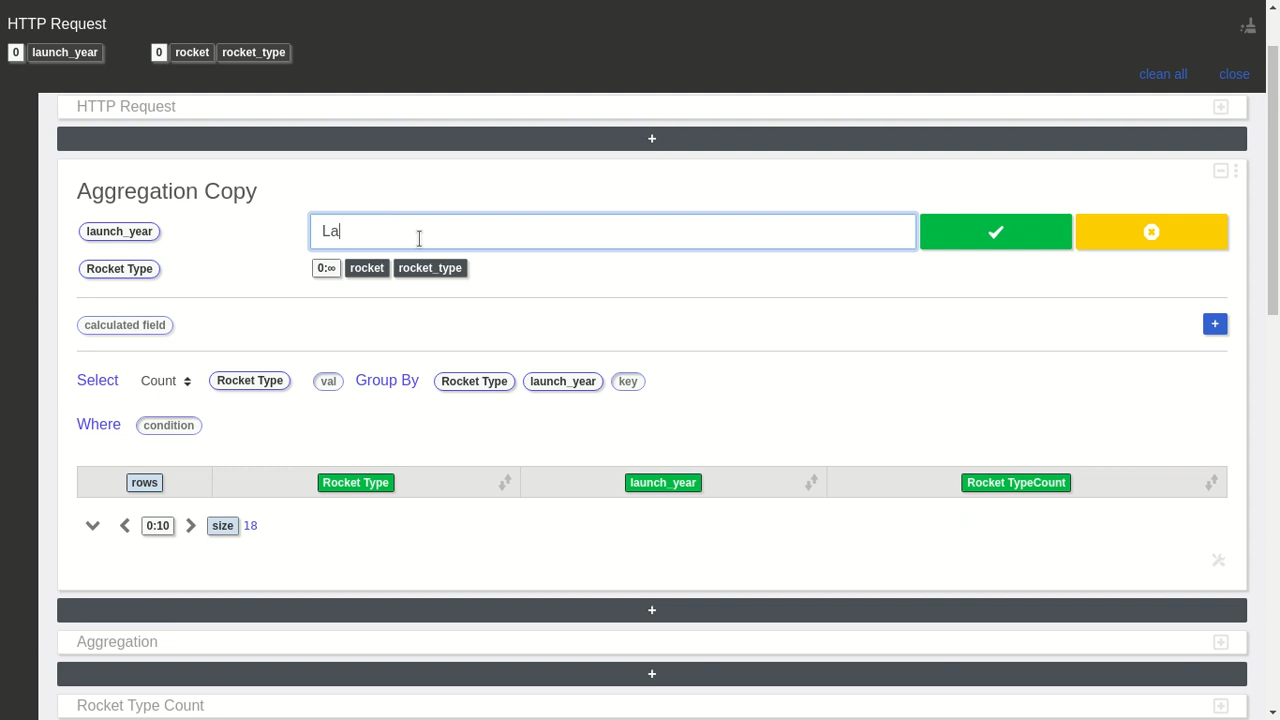 HTTP Request
0 launch_year 0 rocket rocket_type
clean all close
HTTP Request
+
Aggregation Copy
launch_year La
Rocket Type 0:∞ rocket rocket_type
calculated field +
Select Count Rocket Type val Group By Rocket Type launch_year key
Where condition
rows Rocket Type launch_year Rocket TypeCount
0:10 size 18
+
Aggregation
+
Rocket Type Count